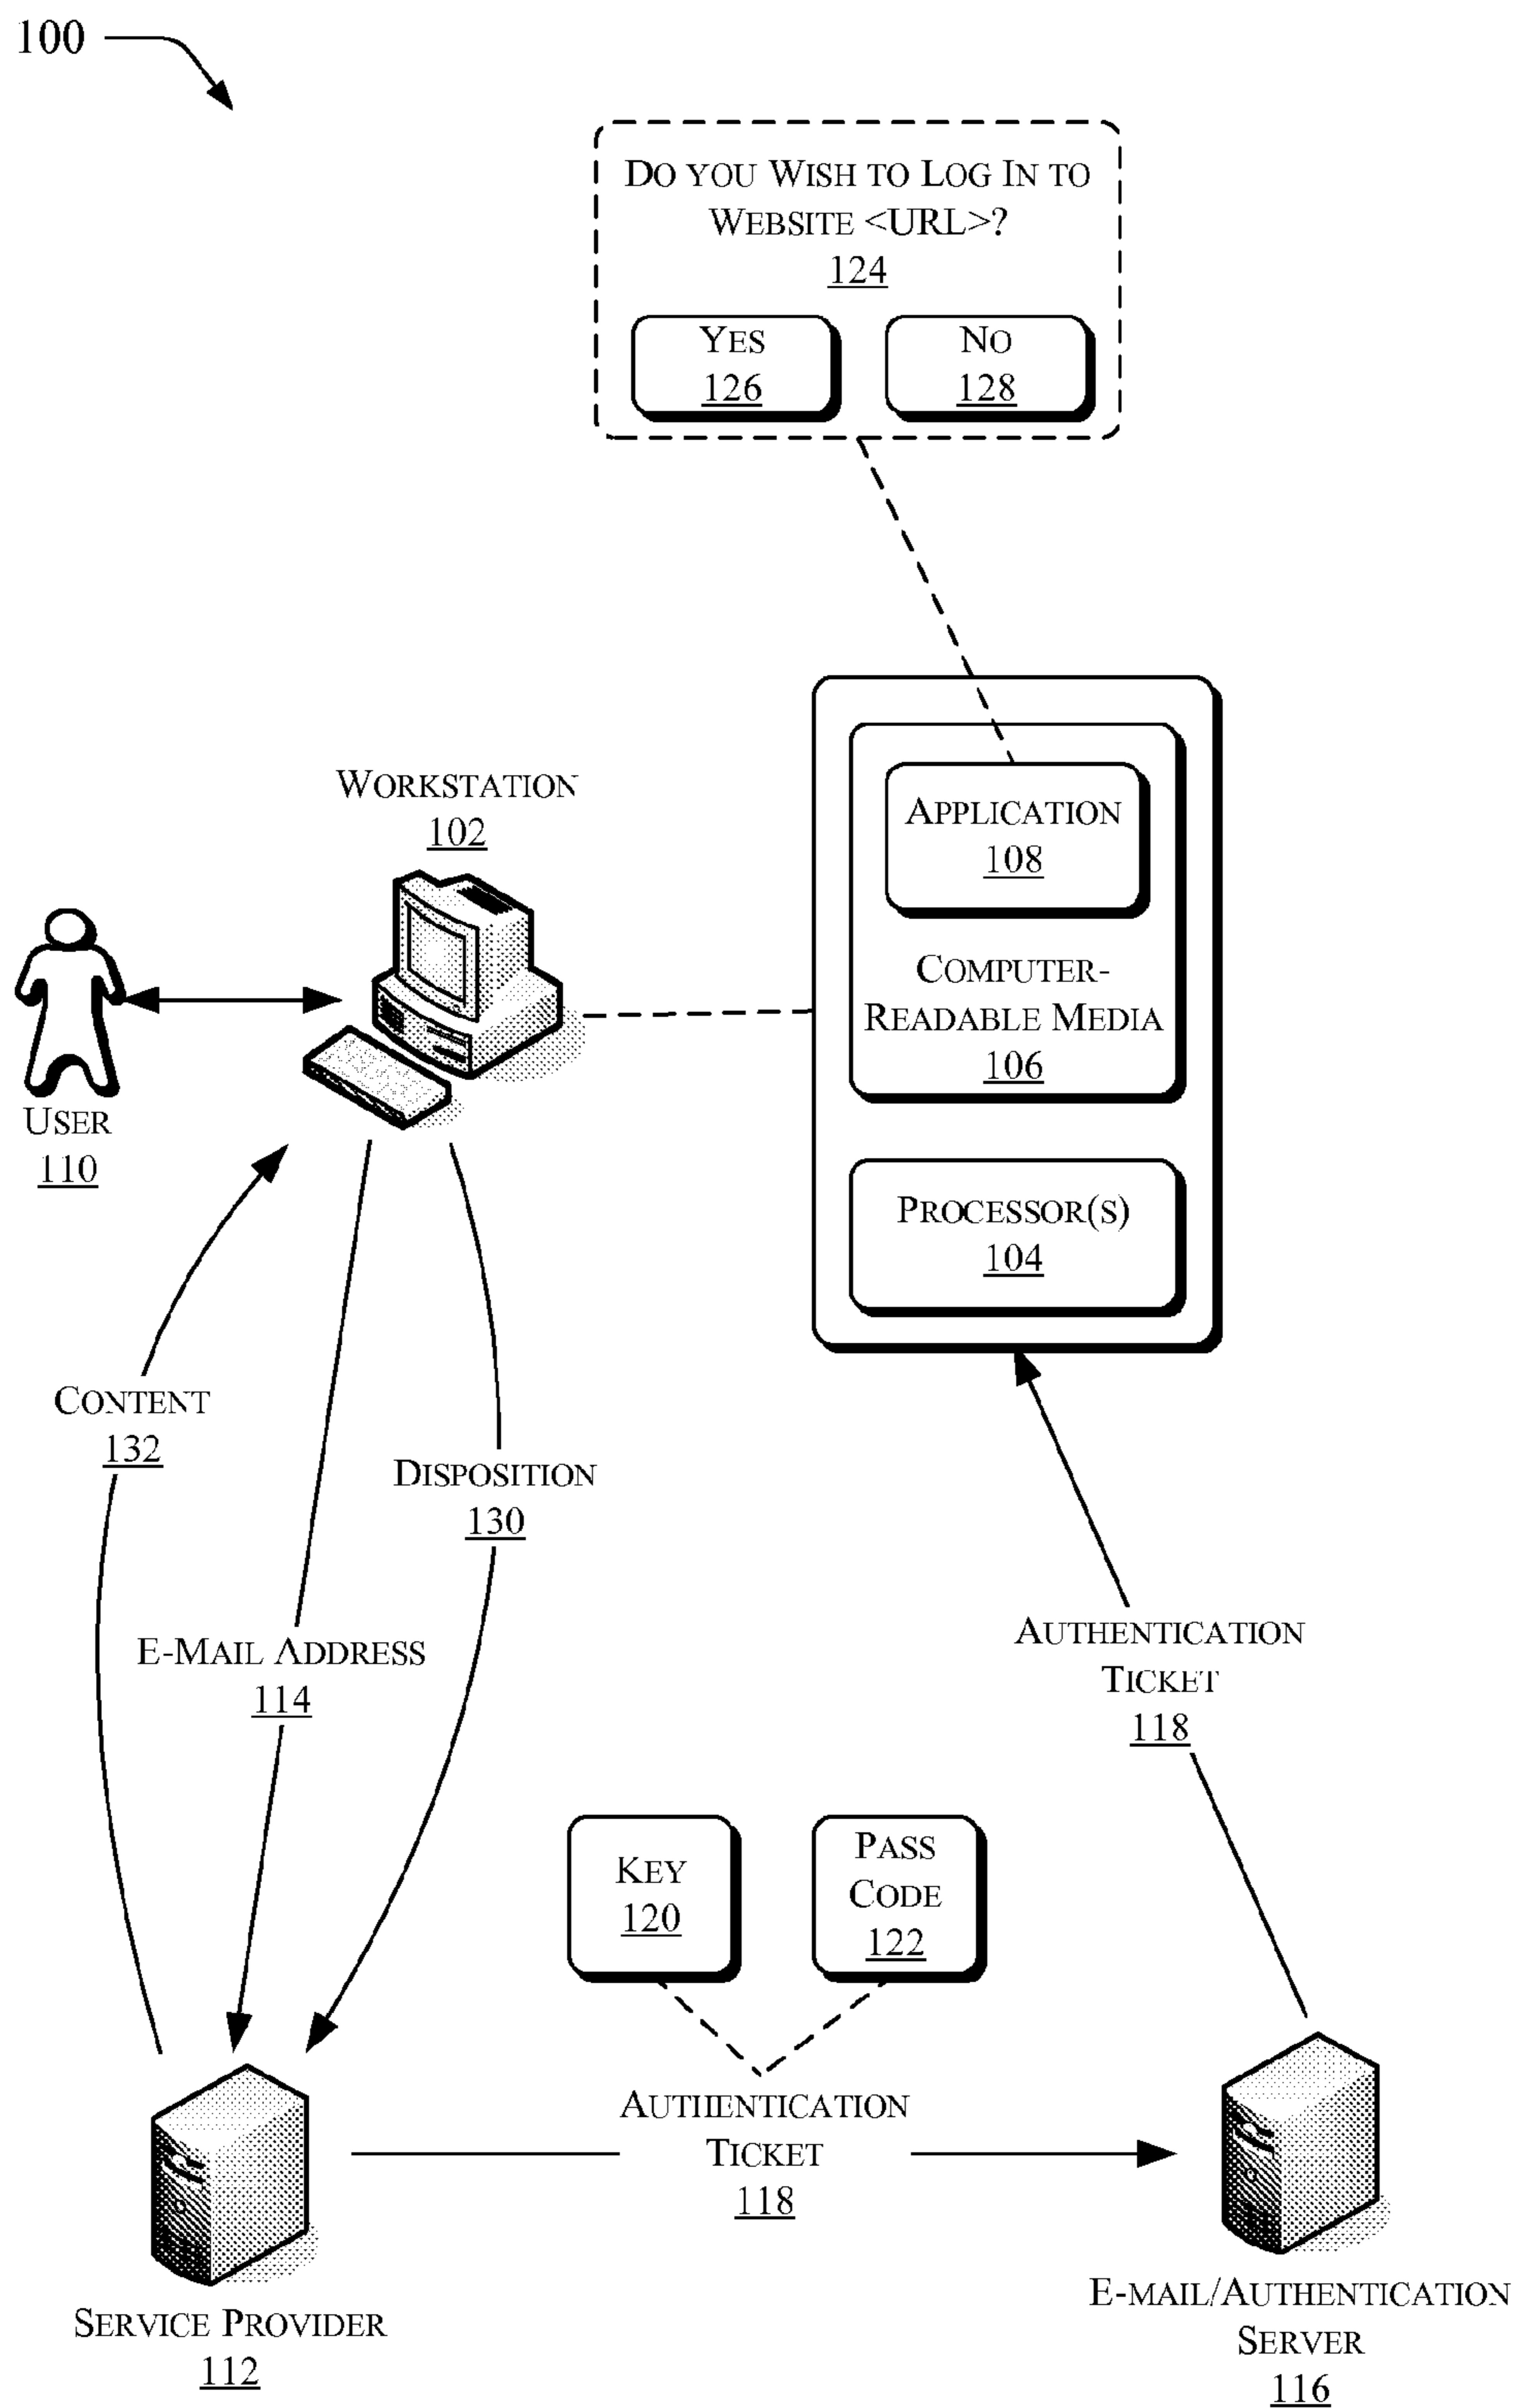 100
Do you Wish to Log In to
Website <URL>?
124
Yes
126
No
128
Workstation
102
Application
108
Computer-
Readable Media
106
User
110
Processor(s)
104
Content
132
Disposition
130
E-Mail Address
114
Authentication
Ticket
118
Key
120
Pass
Code
122
Authentication
Ticket
118
Service Provider
112
E-mail/Authentication
Server
116